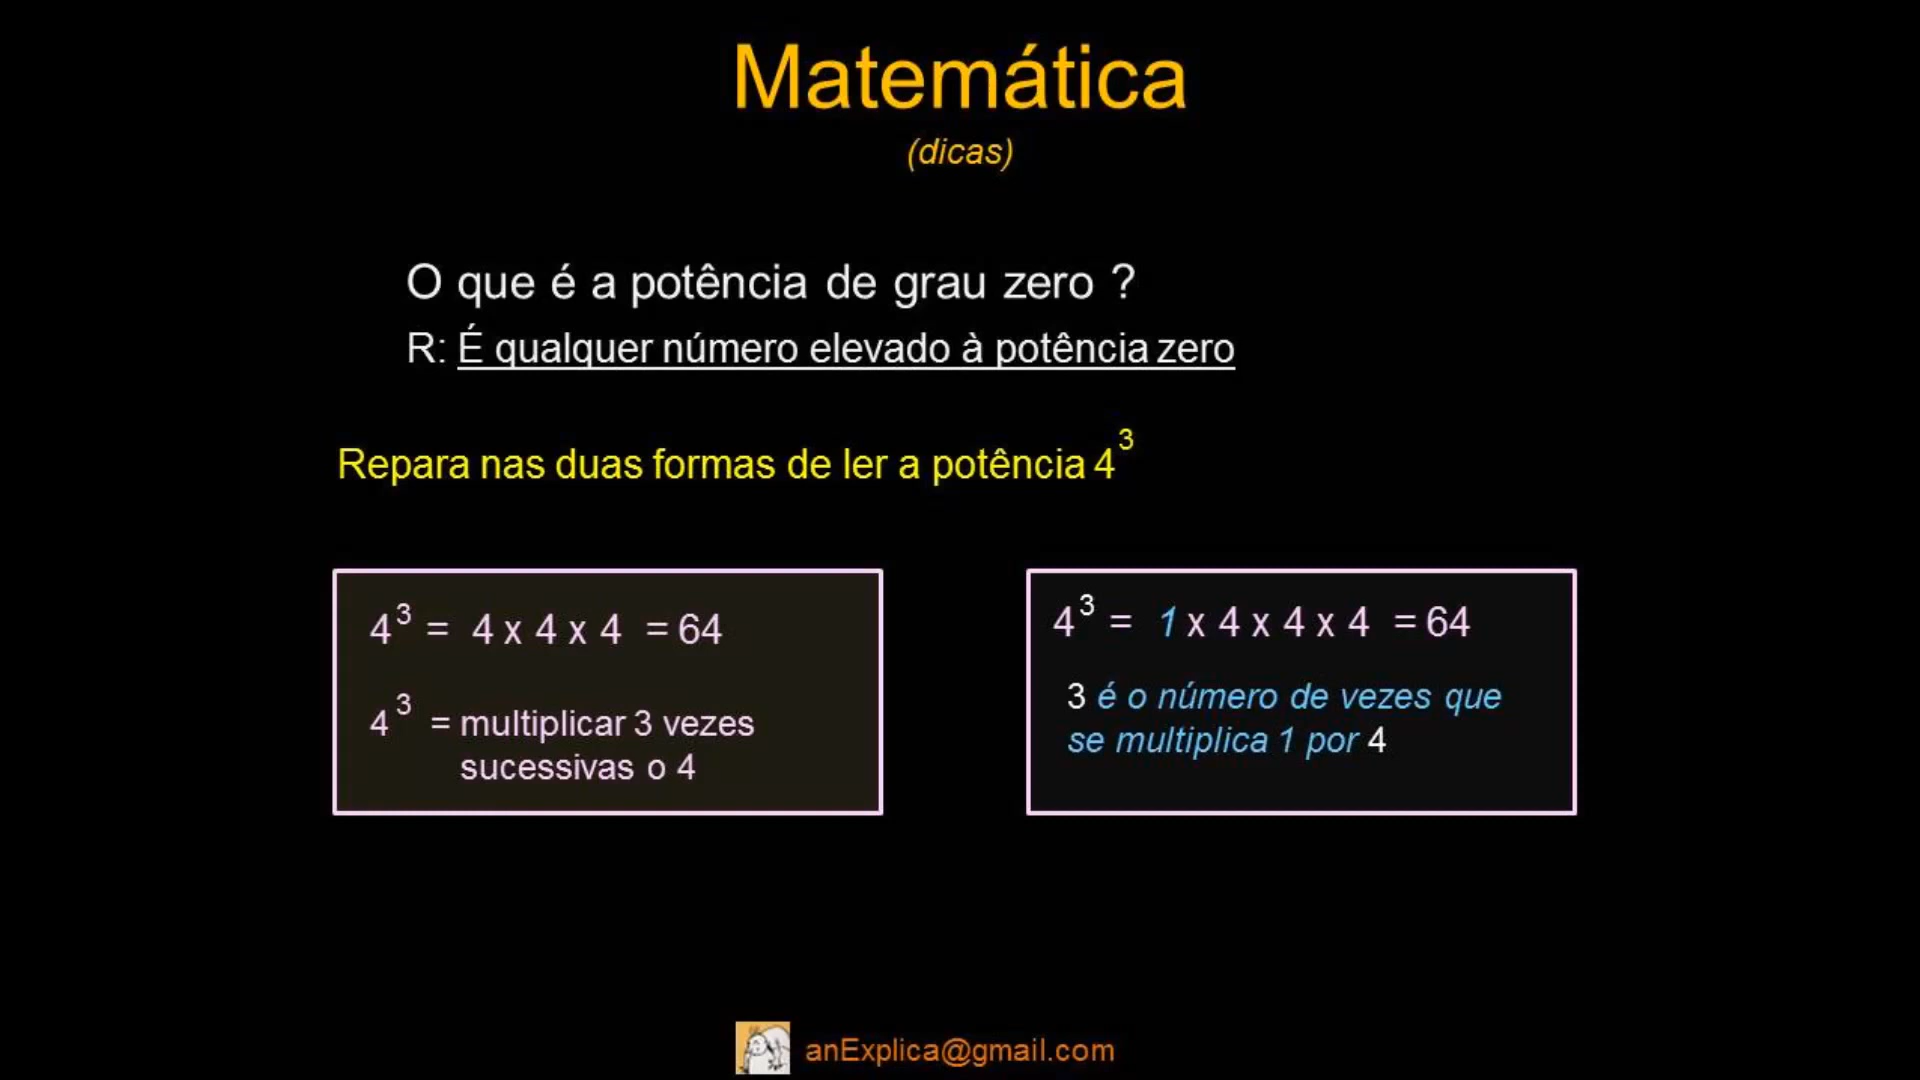 Matemática
(dicas)
O que é a potência de grau zero ?
R: É qualquer número elevado à potência zero
Repara nas duas formas de ler a potência 4³
4³ = 4 x 4 x 4 = 64
4³ = multiplicar 3 vezes
sucessivas o 4
4³ = 1 x 4 x 4 x 4 = 64
3 é o número de vezes que
se multiplica 1 por 4
anExplica@gmail.com